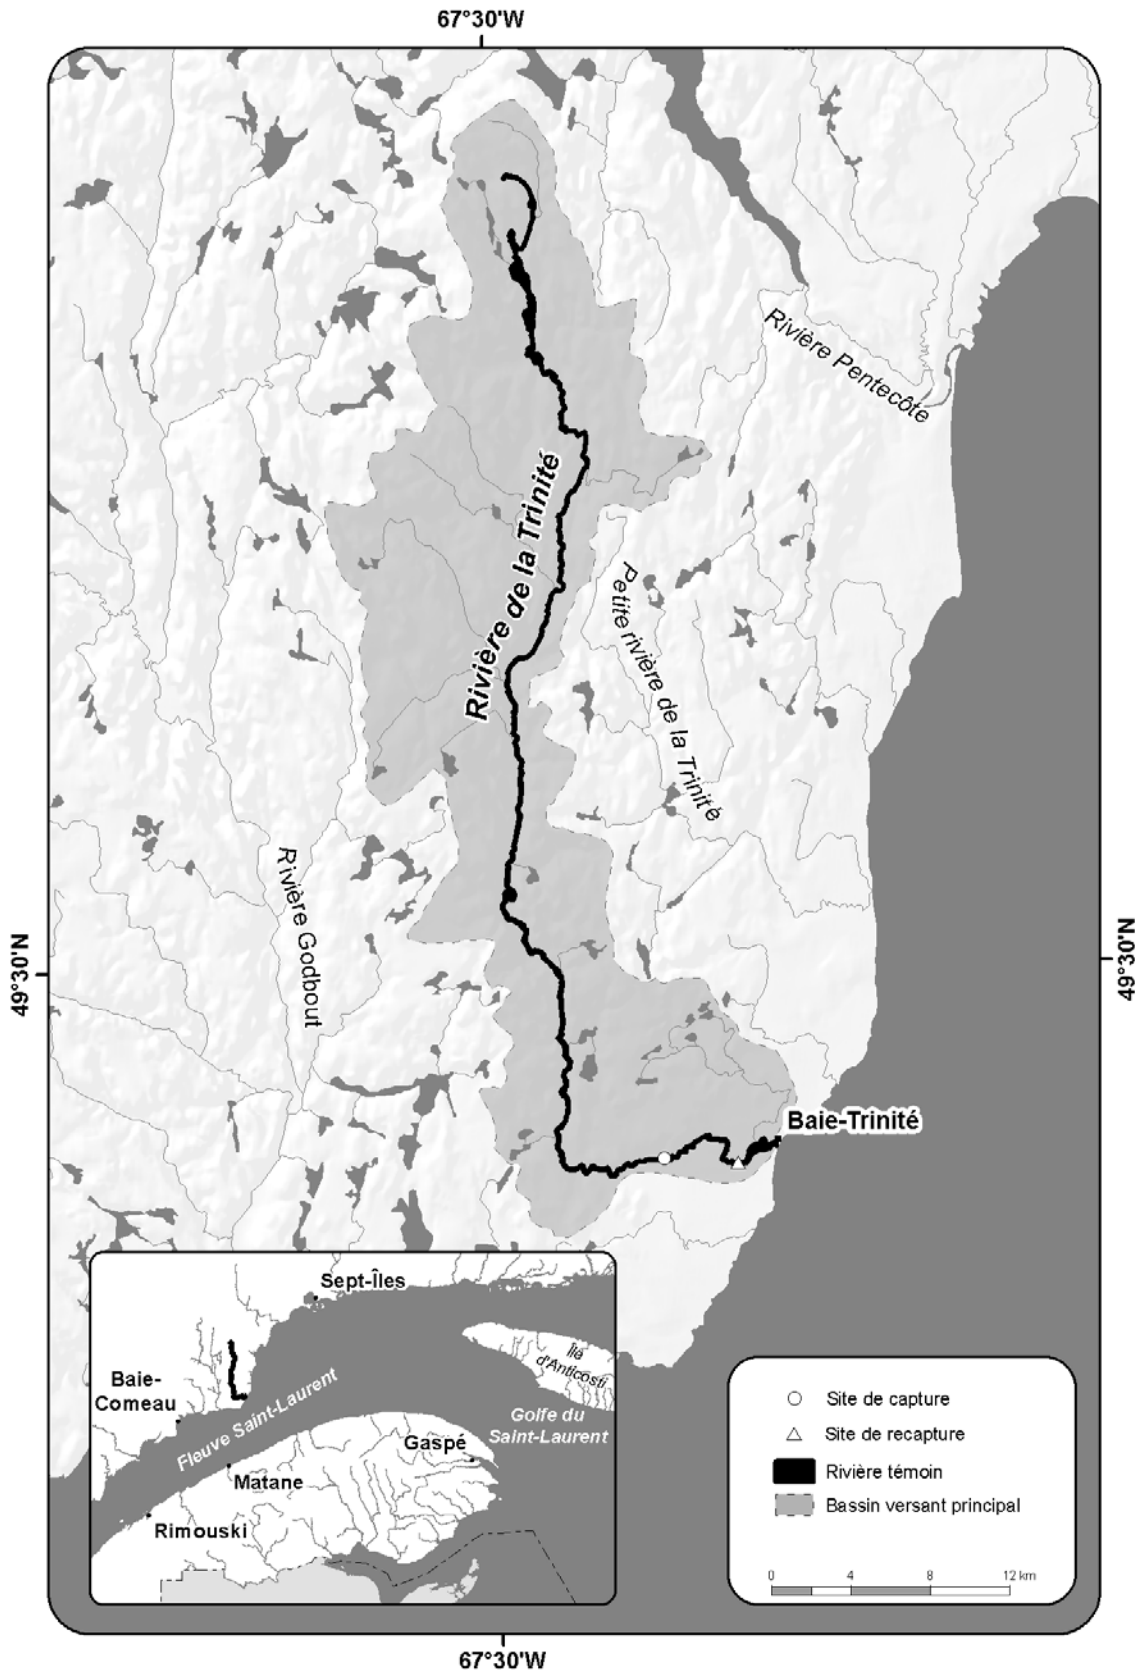 67°30'W
Rivière Pentecôte
Rivière de la Trinité
Petite rivière de la Trinité
Rivière Godbout
49°30'N
49°30'N
Baie-Trinité
Sept-Îles
Île
d'Anticosti
Baie-
Comeau
Fleuve Saint-Laurent
Golfe du
Saint-Laurent
Gaspé
Matane
Rimouski
Site de capture
Site de recapture
Rivière témoin
Bassin versant principal
0 4 8 12 km
67°30'W